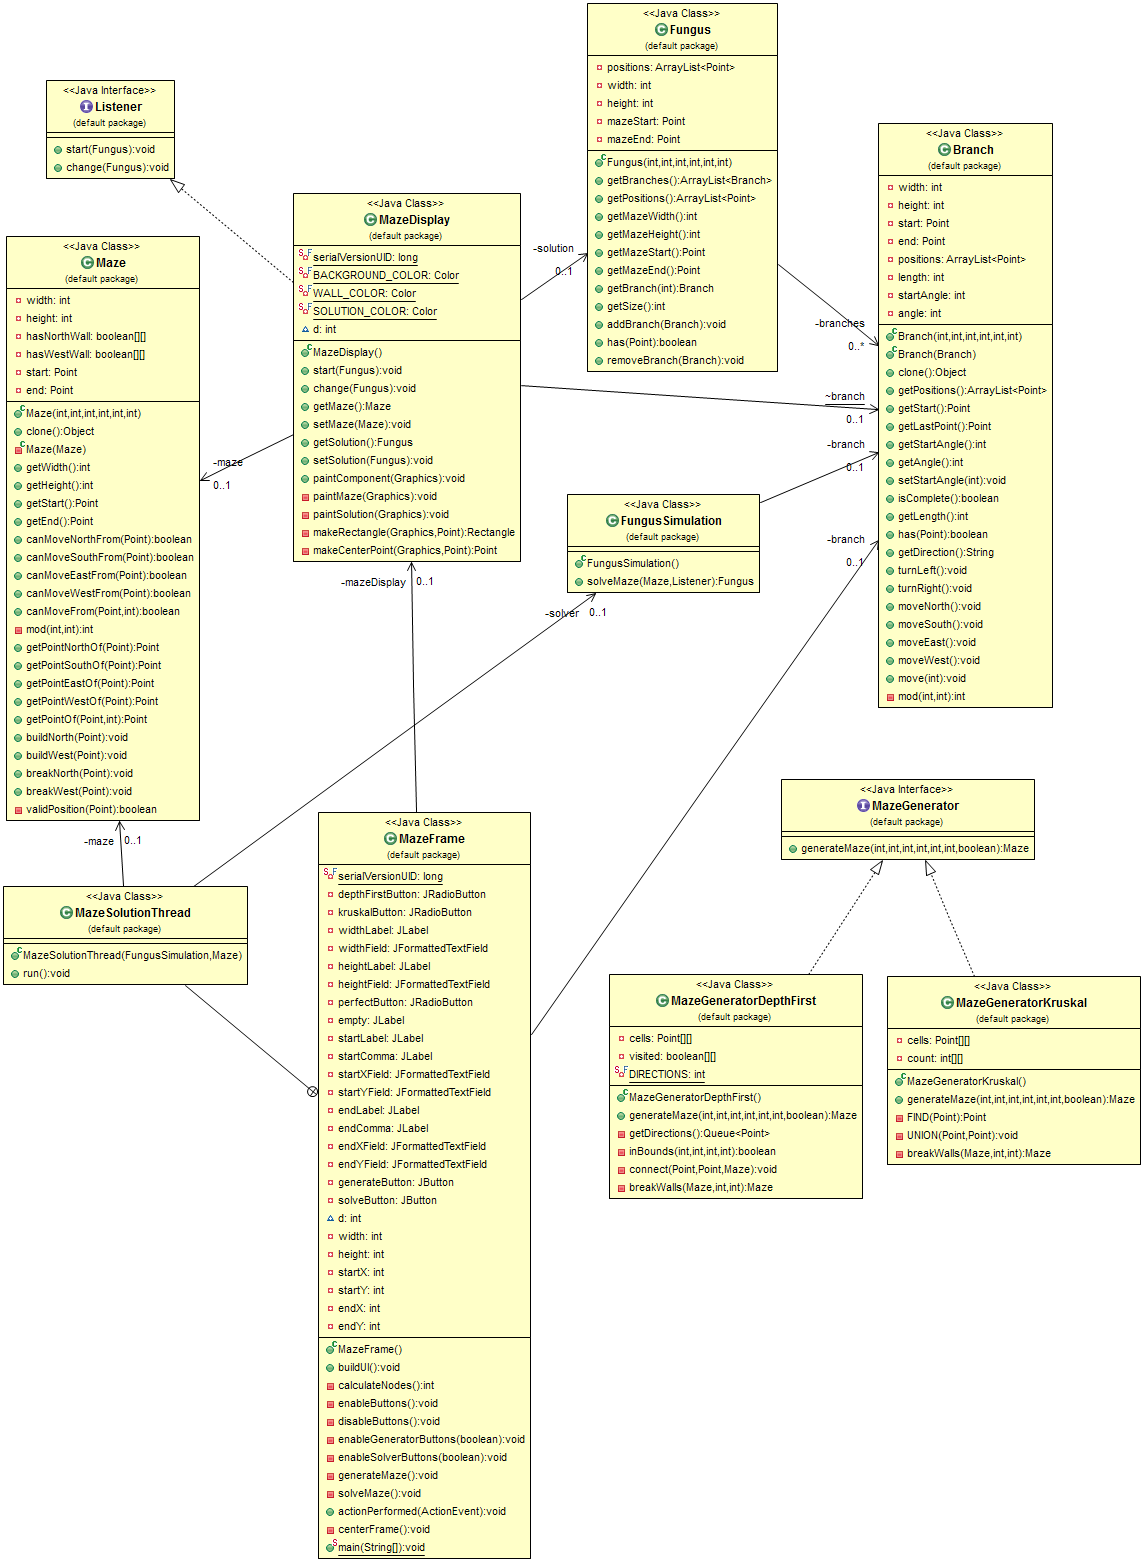 <<Java Class>>
Fungus
(default package)
positions: ArrayList<Point>
width: int
height: int
mazeStart: Point
mazeEnd: Point
Fungus(int,int,int,int,int,int)
getBranches():ArrayList<Branch>
getPositions():ArrayList<Point>
getMazeWidth():int
getMazeHeight():int
getMazeStart():Point
getMazeEnd():Point
getBranch(int):Branch
getSize():int
addBranch(Branch):void
has(Point):boolean
removeBranch(Branch):void
<<Java Interface>>
Listener
(default package)
start(Fungus):void
change(Fungus):void
<<Java Class>>
Branch
(default package)
width: int
height: int
start: Point
end: Point
positions: ArrayList<Point>
length: int
startAngle: int
angle: int
Branch(int,int,int,int,int,int)
Branch(Branch)
clone():Object
getPositions():ArrayList<Point>
getStart():Point
getLastPoint():Point
getStartAngle():int
getAngle():int
setStartAngle(int):void
isComplete():boolean
getLength():int
has(Point):boolean
getDirection():String
turnLeft():void
turnRight():void
moveNorth():void
moveSouth():void
moveEast():void
moveWest():void
move(int):void
mod(int,int):int
<<Java Class>>
MazeDisplay
(default package)
serialVersionUID: long
BACKGROUND_COLOR: Color
WALL_COLOR: Color
SOLUTION_COLOR: Color
d: int
MazeDisplay()
start(Fungus):void
change(Fungus):void
getMaze():Maze
setMaze(Maze):void
getSolution():Fungus
setSolution(Fungus):void
paintComponent(Graphics):void
paintMaze(Graphics):void
paintSolution(Graphics):void
makeRectangle(Graphics,Point):Rectangle
makeCenterPoint(Graphics,Point):Point
-solution
0..1
-branches
0..*
~branch
0..1
-branch
0..1
-branch
0..1
-maze
0..1
-mazeDisplay
0..1
-solver
0..1
-maze
0..1
<<Java Class>>
Maze
(default package)
width: int
height: int
hasNorthWall: boolean[][]
hasWestWall: boolean[][]
start: Point
end: Point
Maze(int,int,int,int,int,int)
clone():Object
Maze(Maze)
getWidth():int
getHeight():int
getStart():Point
getEnd():Point
canMoveNorthFrom(Point):boolean
canMoveSouthFrom(Point):boolean
canMoveEastFrom(Point):boolean
canMoveWestFrom(Point):boolean
canMoveFrom(Point,int):boolean
mod(int,int):int
getPointNorthOf(Point):Point
getPointSouthOf(Point):Point
getPointEastOf(Point):Point
getPointWestOf(Point):Point
getPointOf(Point,int):Point
buildNorth(Point):void
buildWest(Point):void
breakNorth(Point):void
breakWest(Point):void
validPosition(Point):boolean
<<Java Class>>
FungusSimulation
(default package)
FungusSimulation()
solveMaze(Maze,Listener):Fungus
<<Java Class>>
MazeSolutionThread
(default package)
MazeSolutionThread(FungusSimulation,Maze)
run():void
<<Java Class>>
MazeFrame
(default package)
serialVersionUID: long
depthFirstButton: JRadioButton
kruskalButton: JRadioButton
widthLabel: JLabel
widthField: JFormattedTextField
heightLabel: JLabel
heightField: JFormattedTextField
perfectButton: JRadioButton
empty: JLabel
startLabel: JLabel
startComma: JLabel
startXField: JFormattedTextField
startYField: JFormattedTextField
endLabel: JLabel
endComma: JLabel
endXField: JFormattedTextField
endYField: JFormattedTextField
generateButton: JButton
solveButton: JButton
d: int
width: int
height: int
startX: int
startY: int
endX: int
endY: int
MazeFrame()
buildUI():void
calculateNodes():int
enableButtons():void
disableButtons():void
enableGeneratorButtons(boolean):void
enableSolverButtons(boolean):void
generateMaze():void
solveMaze():void
actionPerformed(ActionEvent):void
centerFrame():void
main(String[]):void
<<Java Interface>>
MazeGenerator
(default package)
generateMaze(int,int,int,int,int,int,boolean):Maze
<<Java Class>>
MazeGeneratorDepthFirst
(default package)
cells: Point[][]
visited: boolean[][]
DIRECTIONS: int
MazeGeneratorDepthFirst()
generateMaze(int,int,int,int,int,int,boolean):Maze
getDirections():Queue<Point>
inBounds(int,int,int,int):boolean
connect(Point,Point,Maze):void
breakWalls(Maze,int,int):Maze
<<Java Class>>
MazeGeneratorKruskal
(default package)
cells: Point[][]
count: int[][]
MazeGeneratorKruskal()
generateMaze(int,int,int,int,int,int,boolean):Maze
FIND(Point):Point
UNION(Point,Point):void
breakWalls(Maze,int,int):Maze